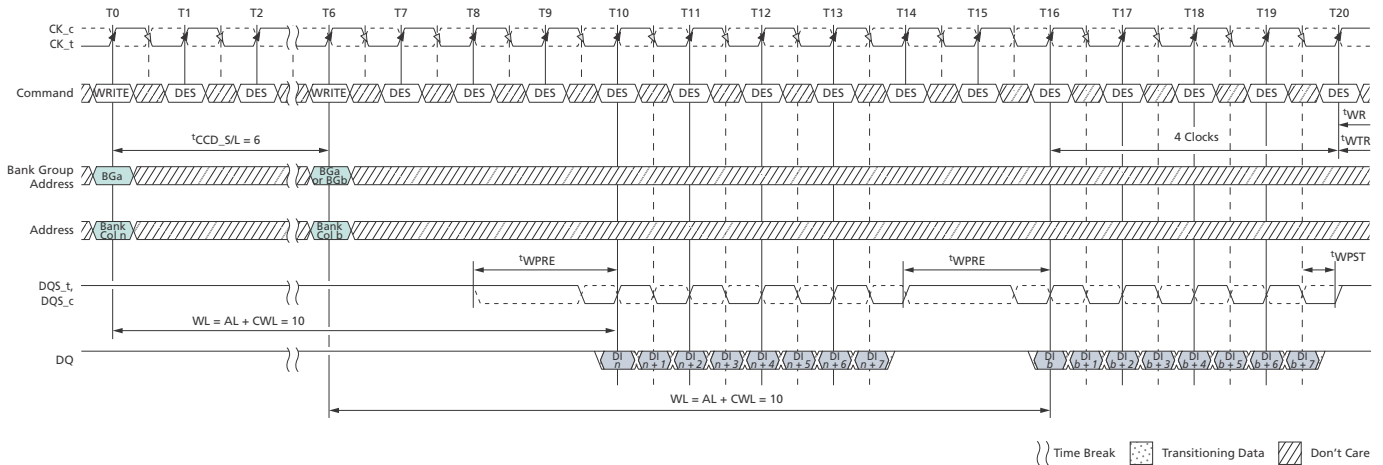 T0 T1 T2 T6 T7 T8 T9 T10 T11 T12 T13 T14 T15 T16 T17 T18 T19 T20
CK_c
CK_t
Command WRITE DES DES WRITE DES DES DES DES DES DES DES DES DES DES DES DES DES DES
tWR
tCCD_S/L = 6
4 Clocks
tWTR
Bank Group
Address
BGa
BGa
or BGb
Address
Bank
Col n
Bank
Col b
tWPRE
tWPRE
tWPST
DQS_t,
DQS_c
WL = AL + CWL = 10
DQ
DI
n
DI
n + 1
DI
n + 2
DI
n + 3
DI
n + 4
DI
n + 5
DI
n + 6
DI
n + 7
DI
b
DI
b + 1
DI
b + 2
DI
b + 3
DI
b + 4
DI
b + 5
DI
b + 6
DI
b + 7
WL = AL + CWL = 10
Time Break Transitioning Data Don't Care